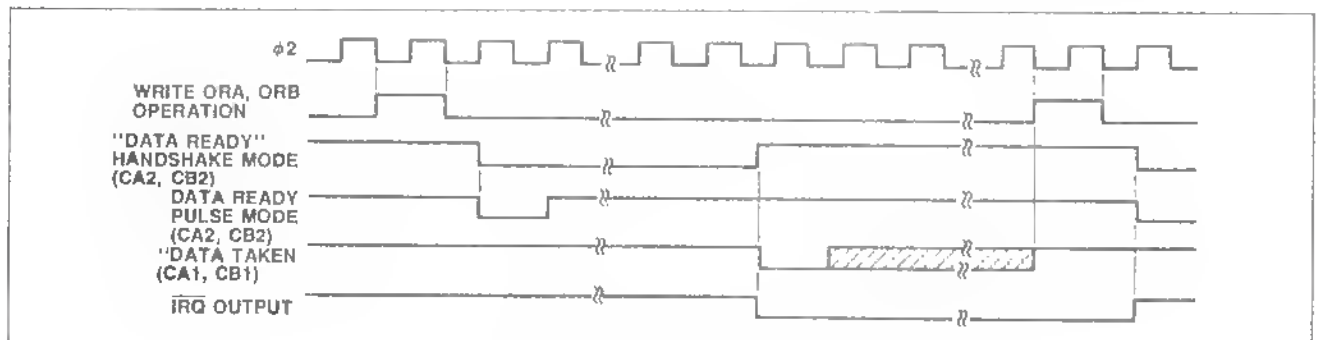 φ2
WRITE ORA, ORB
OPERATION
"DATA READY"
HANDSHAKE MODE
(CA2, CB2)
DATA READY
PULSE MODE
(CA2, CB2)
"DATA TAKEN
(CA1, CB1)
IRQ OUTPUT